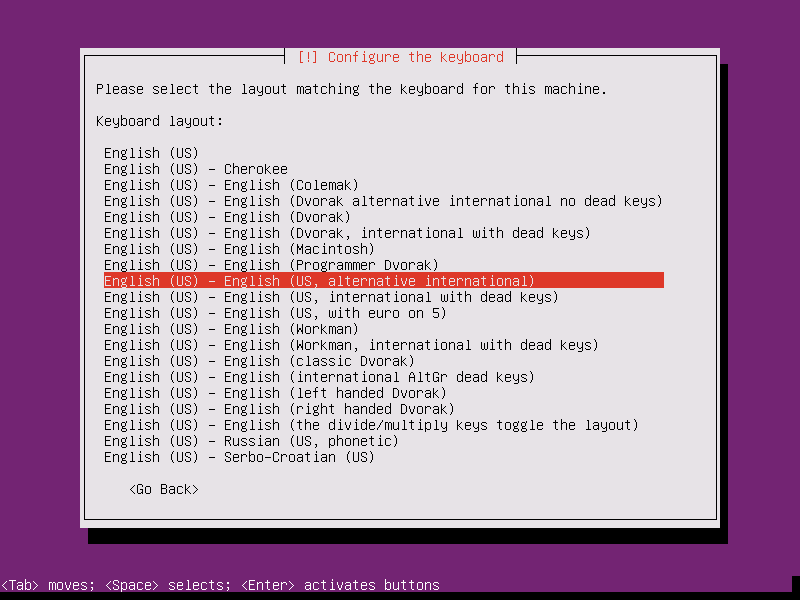 [!] Configure the keyboard
Please select the layout matching the keyboard for this machine.
Keyboard layout:
English (US)
English (US) - Cherokee
English (US) - English (Colemak)
English (US) - English (Dvorak alternative international no dead keys)
English (US) - English (Dvorak)
English (US) - English (Dvorak, international with dead keys)
English (US) - English (Macintosh)
English (US) - English (Programmer Dvorak)
English (US) - English (US, alternative international)
English (US) - English (US, international with dead keys)
English (US) - English (US, with euro on 5)
English (US) - English (Workman)
English (US) - English (Workman, international with dead keys)
English (US) - English (classic Dvorak)
English (US) - English (international AltGr dead keys)
English (US) - English (left handed Dvorak)
English (US) - English (right handed Dvorak)
English (US) - English (the divide/multiply keys toggle the layout)
English (US) - Russian (US, phonetic)
English (US) - Serbo-Croatian (US)
<Go Back>
<Tab> moves; <Space> selects; <Enter> activates buttons